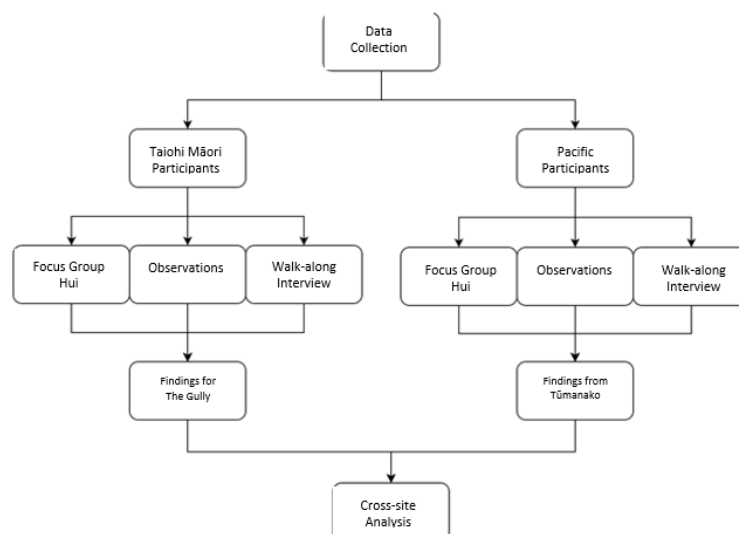 Data
Collection
Taiohi Māori
Participants
Pacific
Participants
Focus Group
Hui
Observations
Walk-along
Interview
Focus Group
Hui
Observations
Walk-along
Interview
Findings for
The Gully
Findings from
Tūmanako
Cross-site
Analysis